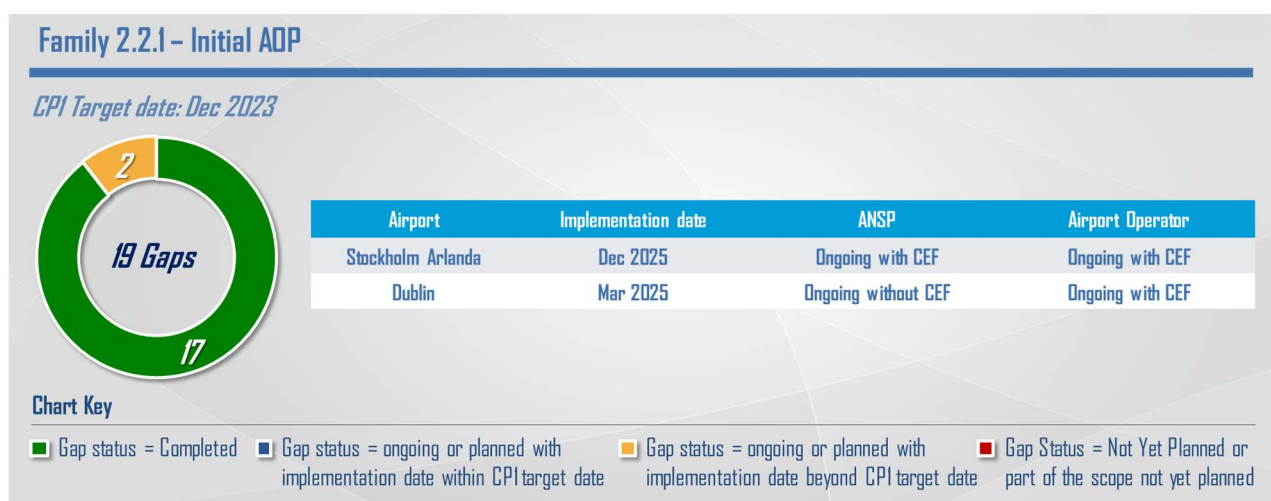 Family 2.2.1 – Initial AOP
CP1 Target date: Dec 2023
2
19 Gaps
17
Airport Implementation date ANSP Airport Operator
Stockholm Arlanda Dec 2025 Ongoing with CEF Ongoing with CEF
Dublin Mar 2025 Ongoing without CEF Ongoing with CEF
Chart Key
Gap status = Completed
Gap status = ongoing or planned with
implementation date within CP1 target date
Gap status = ongoing or planned with
implementation date beyond CP1 target date
Gap Status = Not Yet Planned or
part of the scope not yet planned